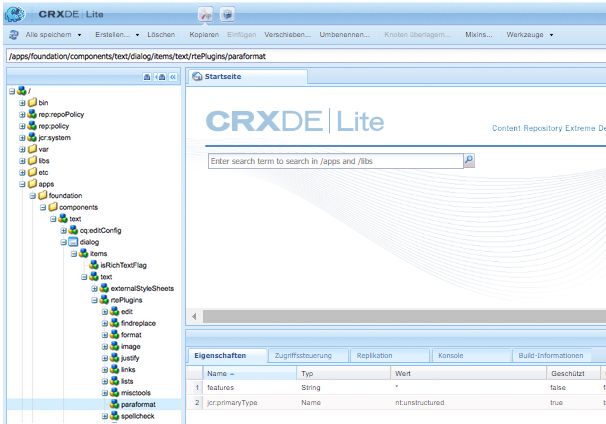 CRXDE | Lite
Alle speichern Erstellen... Löschen Kopieren Einfügen Verschieben... Umbenennen... Knoten überlagern... Mixins... Werkzeuge
/apps/foundation/components/text/dialog/items/text/rtePlugins/paraformat
Startseite
/
bin
rep:repoPolicy
rep:policy
jcr:system
var
libs
etc
apps
foundation
components
text
cq:editConfig
dialog
items
isRichTextFlag
text
externalStyleSheets
rtePlugins
edit
findreplace
format
image
justify
links
lists
misctools
paraformat
spellcheck
CRXDE | Lite
Content Repository Extreme De
Enter search term to search in /apps and /libs
Eigenschaften Zugriffssteuerung Replikation Konsole Build-Informationen
Name Typ Wert Geschützt
1 features String * false f
2 jcr:primaryType Name nt:unstructured true t